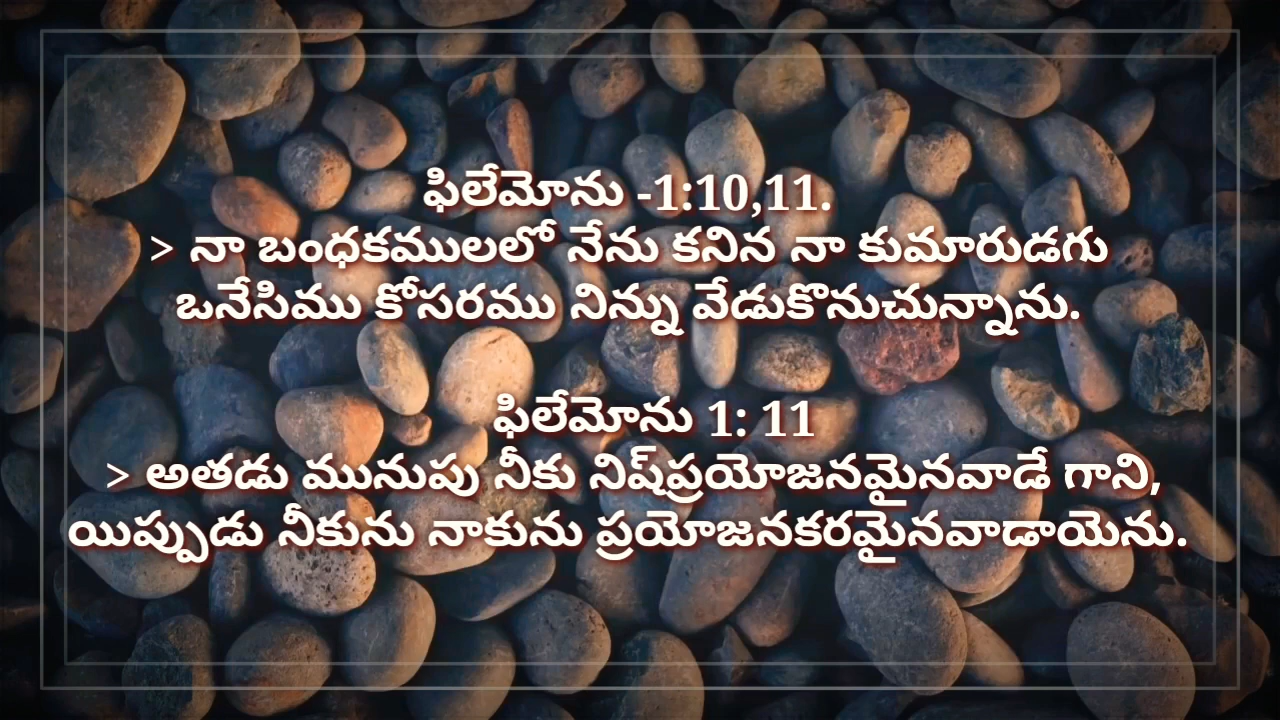 ఫిలేమోను -1:10,11.
> నా బంధకములలో నేను కనిన నా కుమారుడగు
ఒనేసిము కోసరము నిన్ను వేడుకొనుచున్నాను.
ఫిలేమోను 1: 11
> అతడు మునుపు నీకు నిష్‌ప్రయోజనమైనవాడే గాని,
యిప్పుడు నీకును నాకును ప్రయోజనకరమైనవాడాయెను.